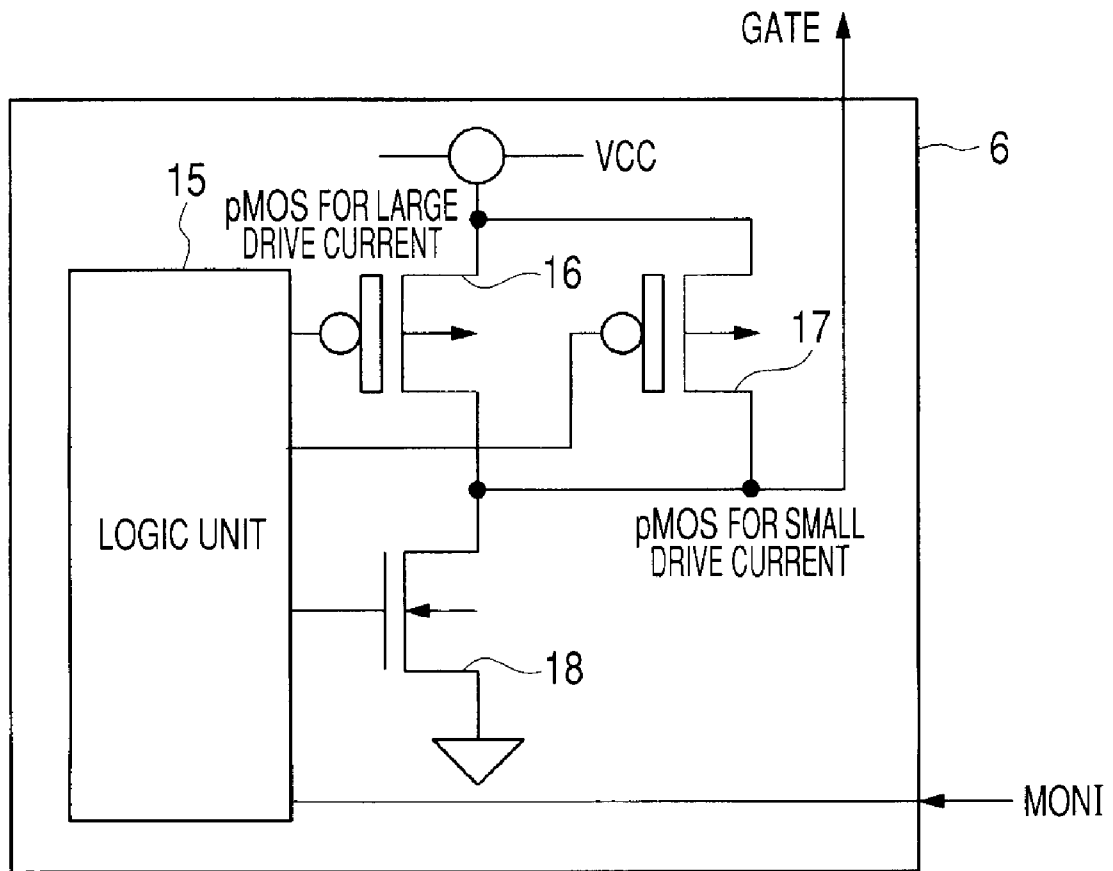 GATE
6
VCC
15
pMOS FOR LARGE
DRIVE CURRENT
16
17
LOGIC UNIT
pMOS FOR SMALL
DRIVE CURRENT
18
MONI